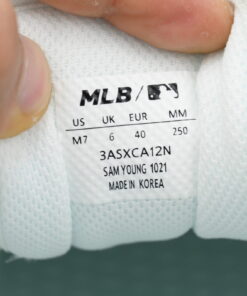 MLB/
US UK EUR MM
M7 6 40 250
3ASXCA12N
SAM YOUNG 1021
MADE IN KOREA